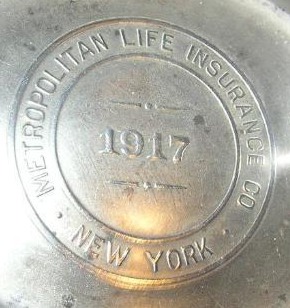 METROPOLITAN LIFE INSURANCE CO
1917
· NEW YORK ·